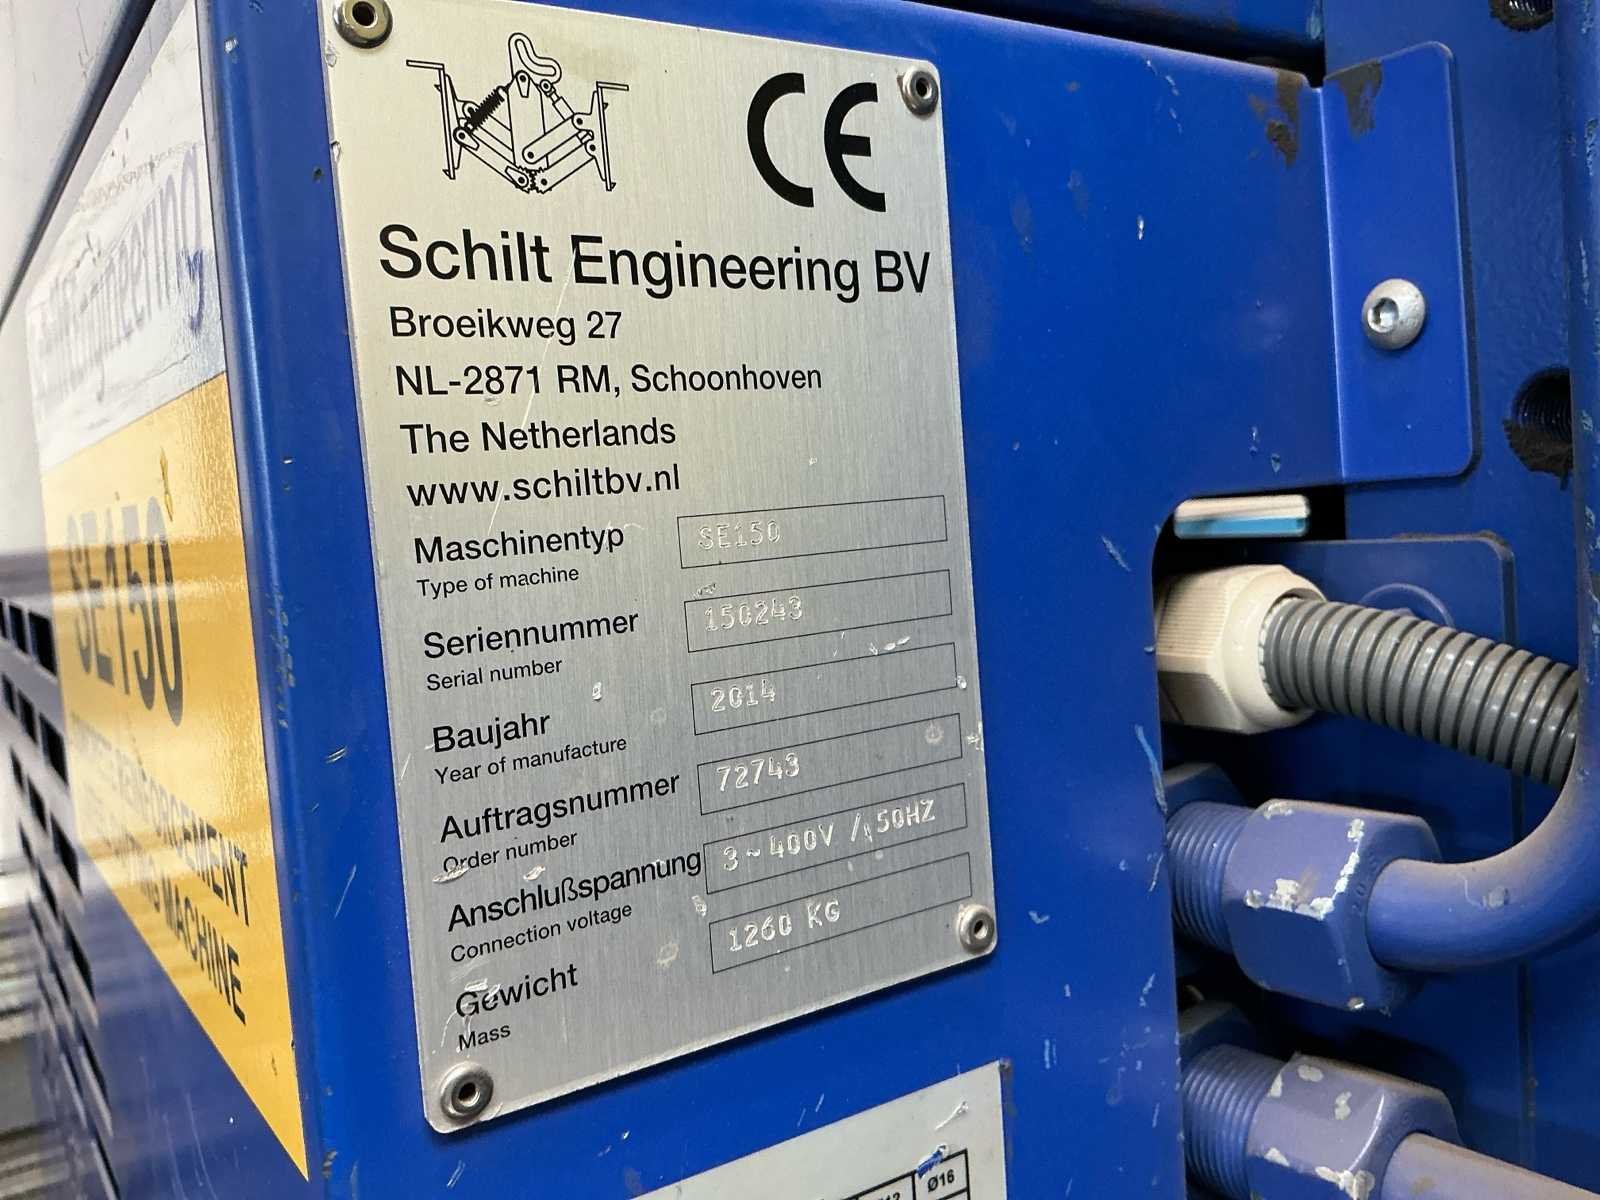 CE
Schilt Engineering BV
Broeikweg 27
NL-2871 RM, Schoonhoven
The Netherlands
www.schiltbv.nl
Maschinentyp SE150
Type of machine
Seriennummer 150243
Serial number
Baujahr 2014
Year of manufacture
Auftragsnummer 72743
Order number
Anschlußspannung 3~400V / 50HZ
Connection voltage
Gewicht 1260 KG
Mass
Engineering
SE150
REINFORCEMENT
MACHINE
Ø16